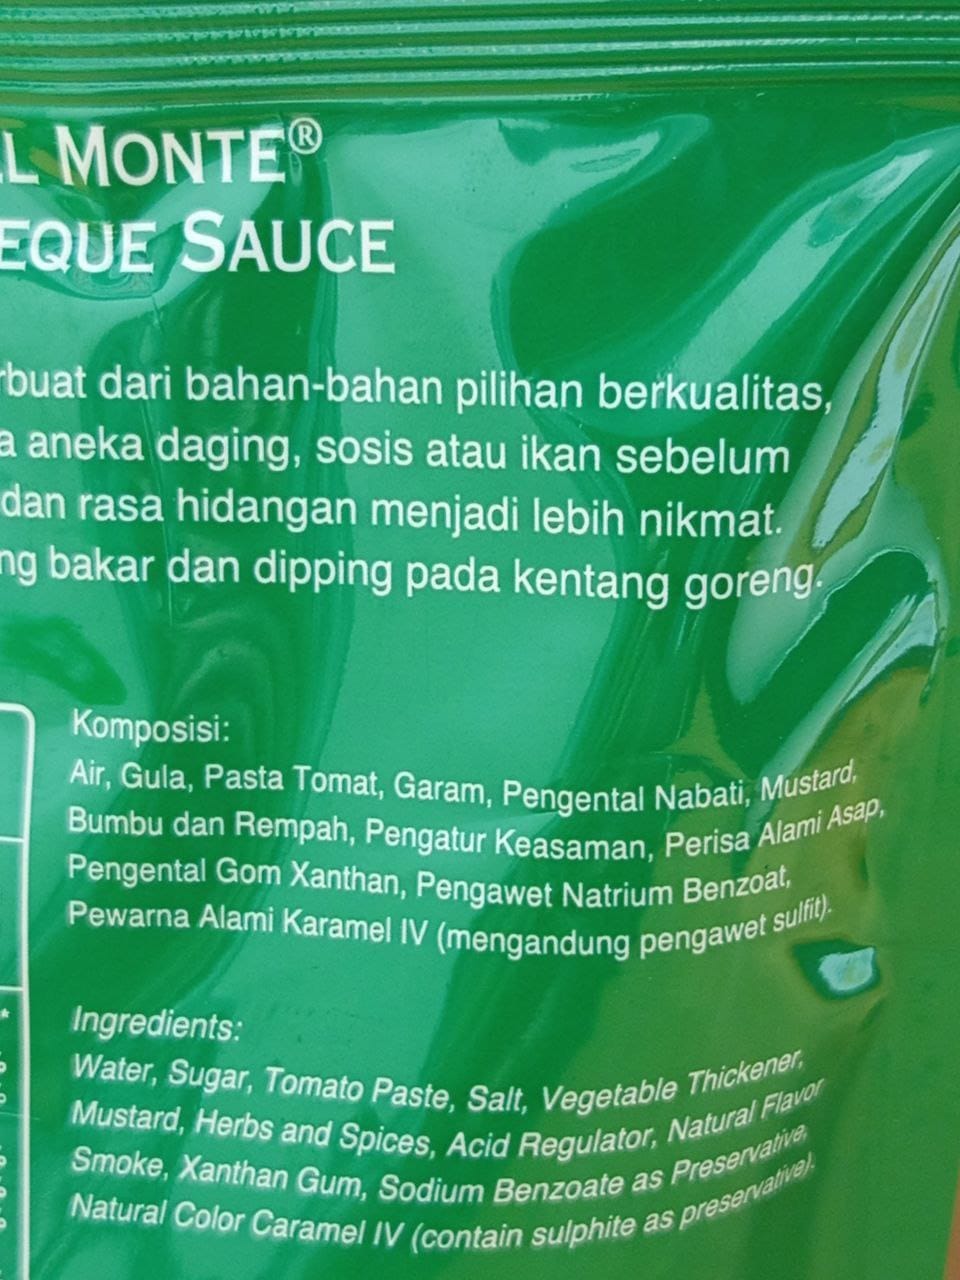 L MONTE®
EQUE SAUCE
rbuat dari bahan-bahan pilihan berkualitas,
a aneka daging, sosis atau ikan sebelum
dan rasa hidangan menjadi lebih nikmat.
ng bakar dan dipping pada kentang goreng.
Komposisi:
Air, Gula, Pasta Tomat, Garam, Pengental Nabati, Mustard,
Bumbu dan Rempah, Pengatur Keasaman, Perisa Alami Asap,
Pengental Gom Xanthan, Pengawet Natrium Benzoat,
Pewarna Alami Karamel IV (mengandung pengawet sulfit).
Ingredients:
Water, Sugar, Tomato Paste, Salt, Vegetable Thickener,
Mustard, Herbs and Spices, Acid Regulator, Natural Flavor
Smoke, Xanthan Gum, Sodium Benzoate as Preservative,
Natural Color Caramel IV (contain sulphite as preservative).